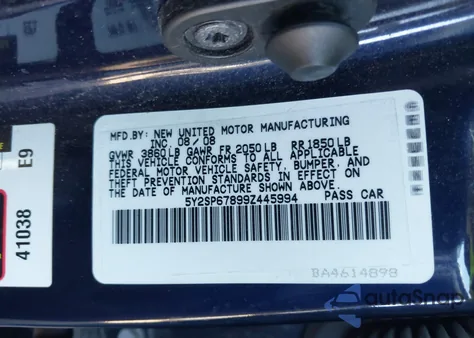 MFD.BY: NEW UNITED MOTOR MANUFACTURING
INC. 08/08
GVWR 3860LB GAWR FR 2050LB RR1850LB
THIS VEHICLE CONFORMS TO ALL APPLICABLE
FEDERAL MOTOR VEHICLE SAFETY, BUMPER, AND
THEFT PREVENTION STANDARDS IN EFFECT ON
THE DATE OF MANUFACTURE SHOWN ABOVE.
5Y2SP67899Z445994 PASS CAR
BA4614898
41038 E9
autoSnap